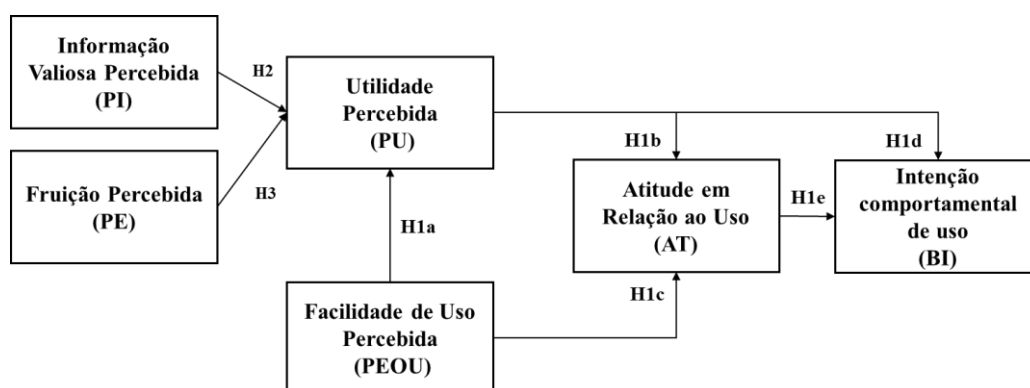 Informação
Valiosa Percebida
(PI)
H2
Utilidade
Percebida
(PU)
Fruição Percebida
(PE)
H3
H1a
Facilidade de Uso
Percebida
(PEOU)
H1b
H1d
Atitude em
Relação ao Uso
(AT)
H1e
Intenção
comportamental
de uso
(BI)
H1c